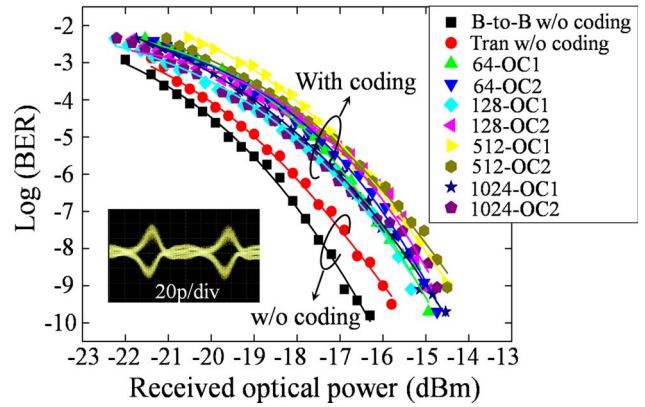 -2
-3
-4
-5
-6
-7
-8
-9
-10
Log (BER)
-23 -22 -21 -20 -19 -18 -17 -16 -15 -14 -13
Received optical power (dBm)
With coding
w/o coding
20p/div
B-to-B w/o coding
Tran w/o coding
64-OC1
64-OC2
128-OC1
128-OC2
512-OC1
512-OC2
1024-OC1
1024-OC2